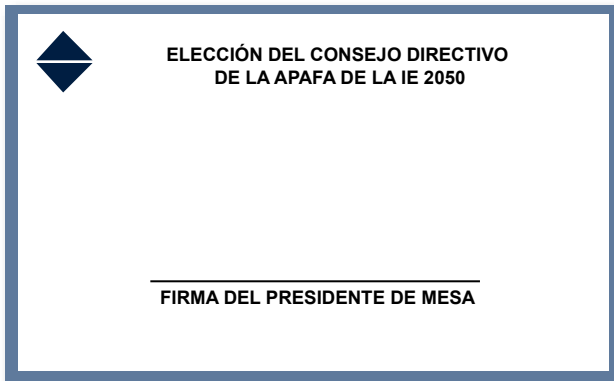 ELECCIÓN DEL CONSEJO DIRECTIVO
DE LA APAFA DE LA IE 2050
FIRMA DEL PRESIDENTE DE MESA